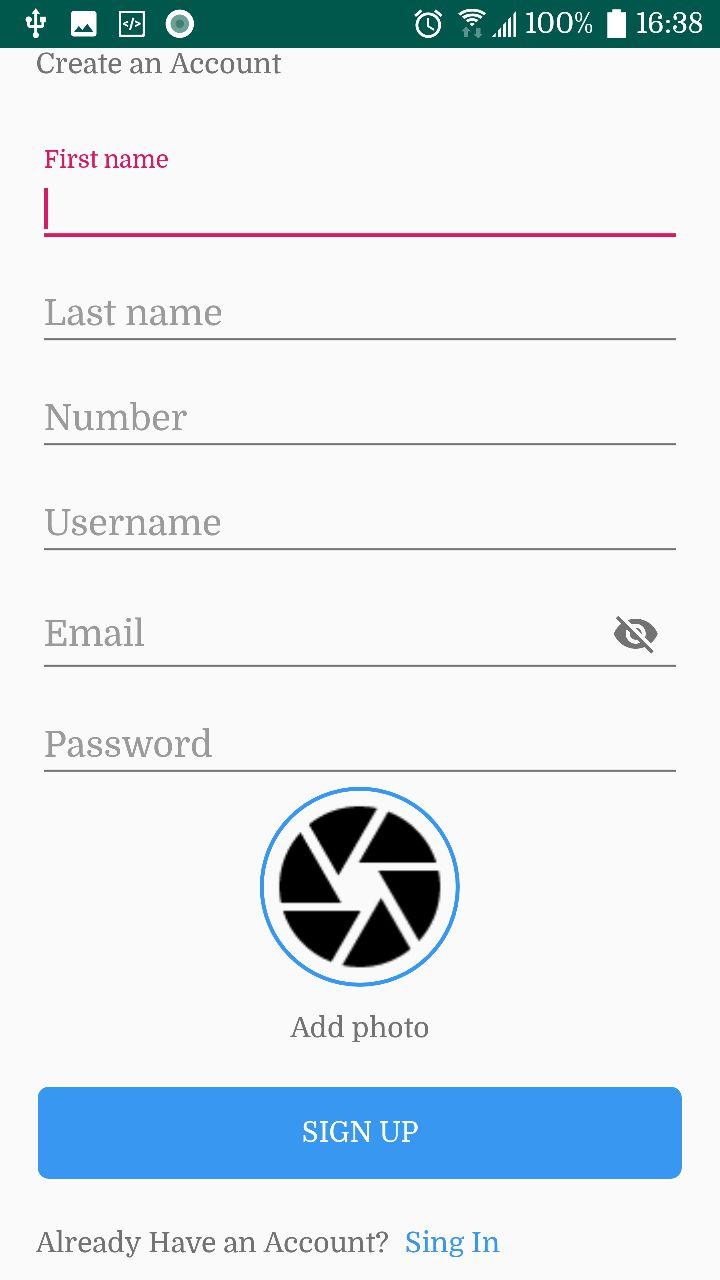 100% 16:38
Create an Account
First name
Last name
Number
Username
Email
Password
Add photo
SIGN UP
Already Have an Account? Sing In